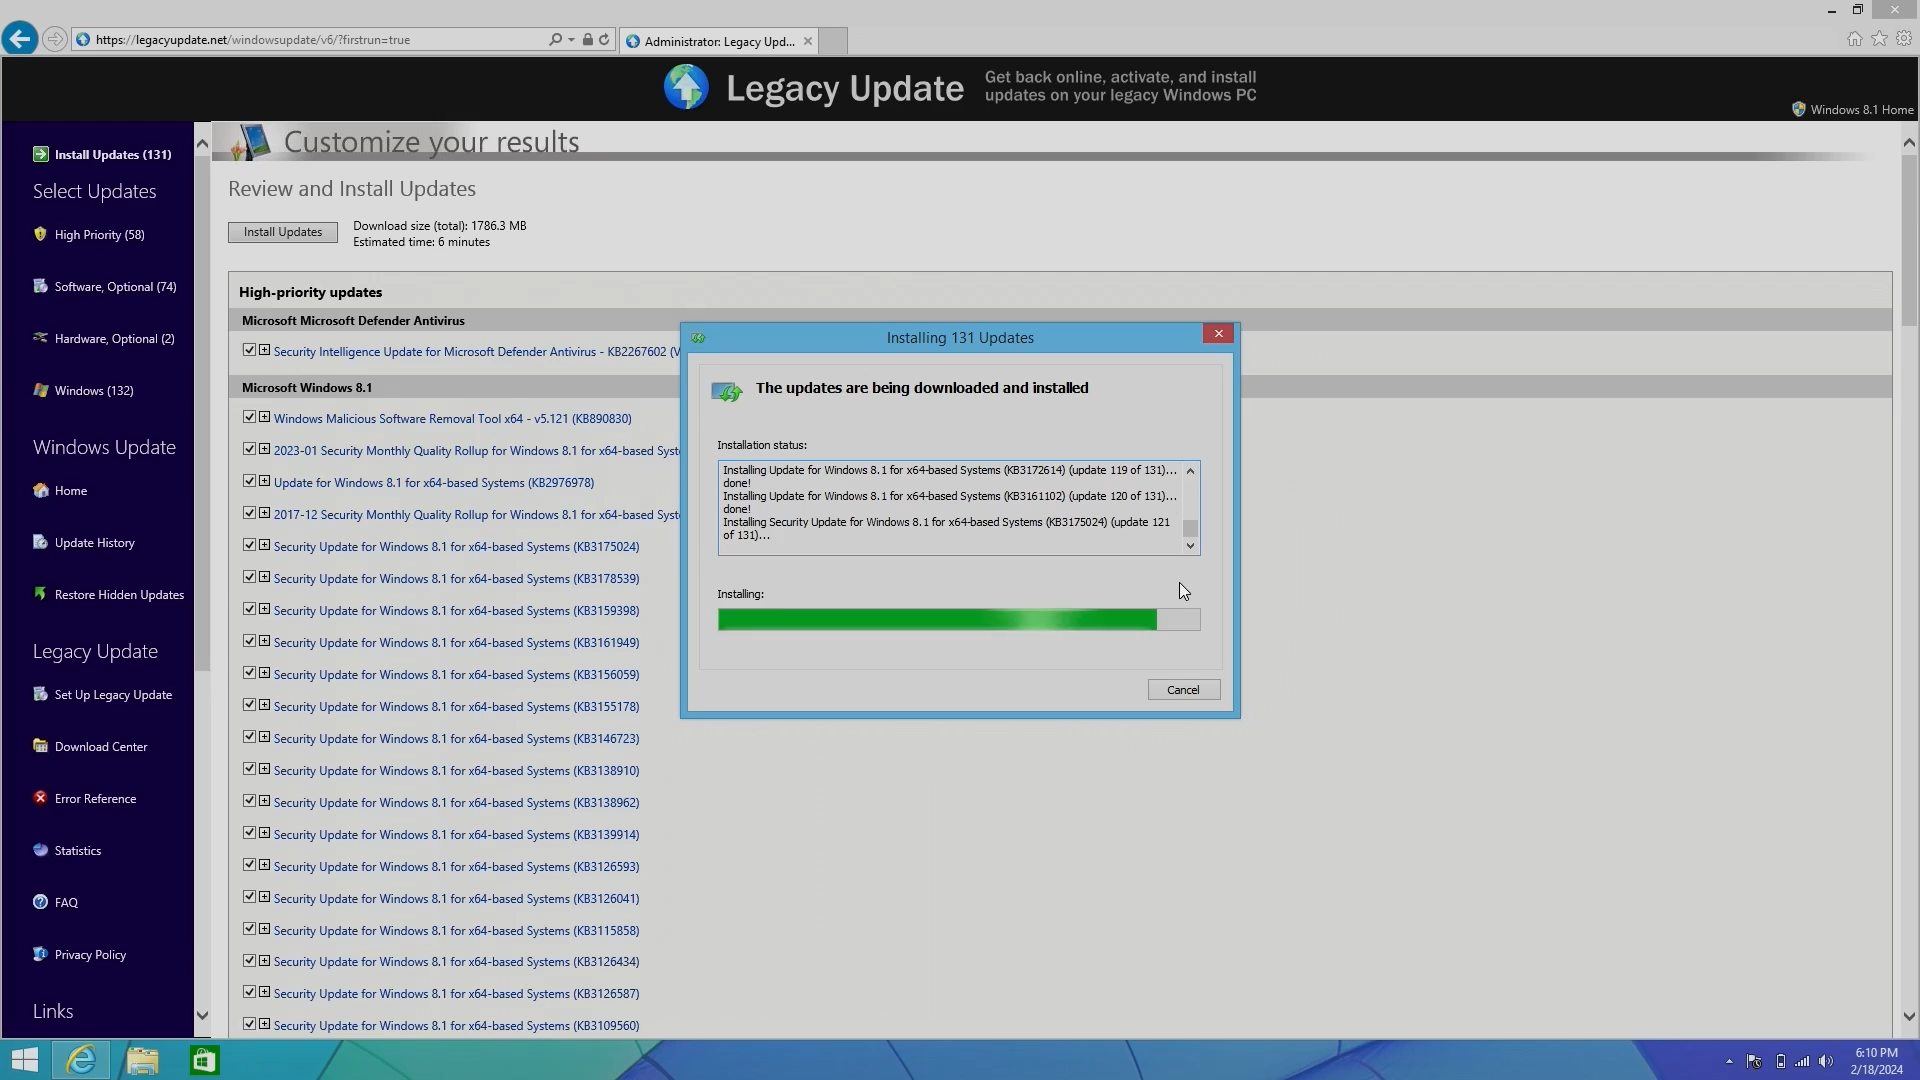 https://legacyupdate.net/windowsupdate/v6/?firstrun=true
Administrator: Legacy Upd...
Legacy Update
Get back online, activate, and install
updates on your legacy Windows PC
Windows 8.1 Home
Install Updates (131)
Select Updates
High Priority (58)
Software, Optional (74)
Hardware, Optional (2)
Windows (132)
Windows Update
Home
Update History
Restore Hidden Updates
Legacy Update
Set Up Legacy Update
Download Center
Error Reference
Statistics
FAQ
Privacy Policy
Links
Customize your results
Review and Install Updates
Install Updates
Download size (total): 1786.3 MB
Estimated time: 6 minutes
High-priority updates
Microsoft Microsoft Defender Antivirus
Security Intelligence Update for Microsoft Defender Antivirus - KB2267602 (V
Microsoft Windows 8.1
Windows Malicious Software Removal Tool x64 - v5.121 (KB890830)
2023-01 Security Monthly Quality Rollup for Windows 8.1 for x64-based Syst
Update for Windows 8.1 for x64-based Systems (KB2976978)
2017-12 Security Monthly Quality Rollup for Windows 8.1 for x64-based Syst
Security Update for Windows 8.1 for x64-based Systems (KB3175024)
Security Update for Windows 8.1 for x64-based Systems (KB3178539)
Security Update for Windows 8.1 for x64-based Systems (KB3159398)
Security Update for Windows 8.1 for x64-based Systems (KB3161949)
Security Update for Windows 8.1 for x64-based Systems (KB3156059)
Security Update for Windows 8.1 for x64-based Systems (KB3155178)
Security Update for Windows 8.1 for x64-based Systems (KB3146723)
Security Update for Windows 8.1 for x64-based Systems (KB3138910)
Security Update for Windows 8.1 for x64-based Systems (KB3138962)
Security Update for Windows 8.1 for x64-based Systems (KB3139914)
Security Update for Windows 8.1 for x64-based Systems (KB3126593)
Security Update for Windows 8.1 for x64-based Systems (KB3126041)
Security Update for Windows 8.1 for x64-based Systems (KB3115858)
Security Update for Windows 8.1 for x64-based Systems (KB3126434)
Security Update for Windows 8.1 for x64-based Systems (KB3126587)
Security Update for Windows 8.1 for x64-based Systems (KB3109560)
Installing 131 Updates
The updates are being downloaded and installed
Installation status:
Installing Update for Windows 8.1 for x64-based Systems (KB3172614) (update 119 of 131)...
done!
Installing Update for Windows 8.1 for x64-based Systems (KB3161102) (update 120 of 131)...
done!
Installing Security Update for Windows 8.1 for x64-based Systems (KB3175024) (update 121
of 131)...
Installing:
Cancel
6:10 PM
2/18/2024